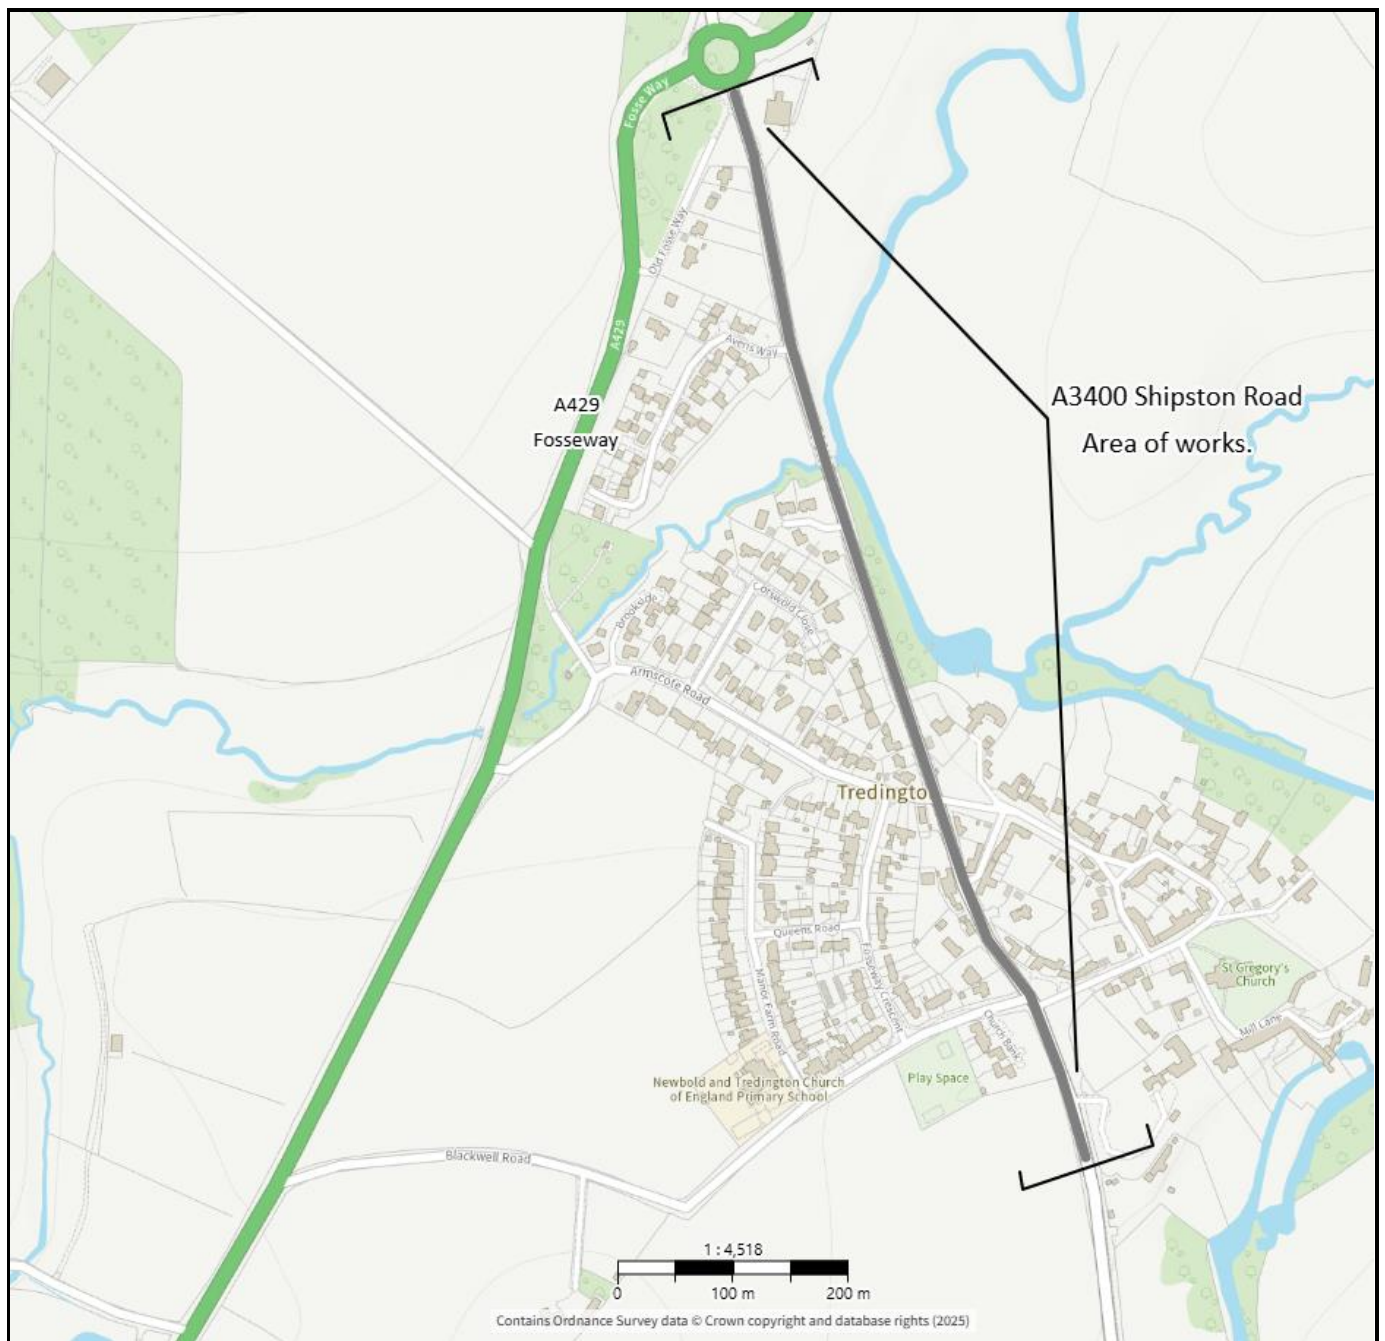 Fosse Way
Old Fosse Way
A429
Avens Way
A429
Fosseway
A3400 Shipston Road
Area of works.
Cotswold Close
Brookside
Armscote Road
Tredingto
Queens Road
Fosseway Crescent
Manor Farm Road
Church Bank
St Gregory's
Church
Mill Lane
Newbold and Tredington Church
of England Primary School
Play Space
Blackwell Road
1 : 4,518
0 100 m 200 m
Contains Ordnance Survey data © Crown copyright and database rights (2025)